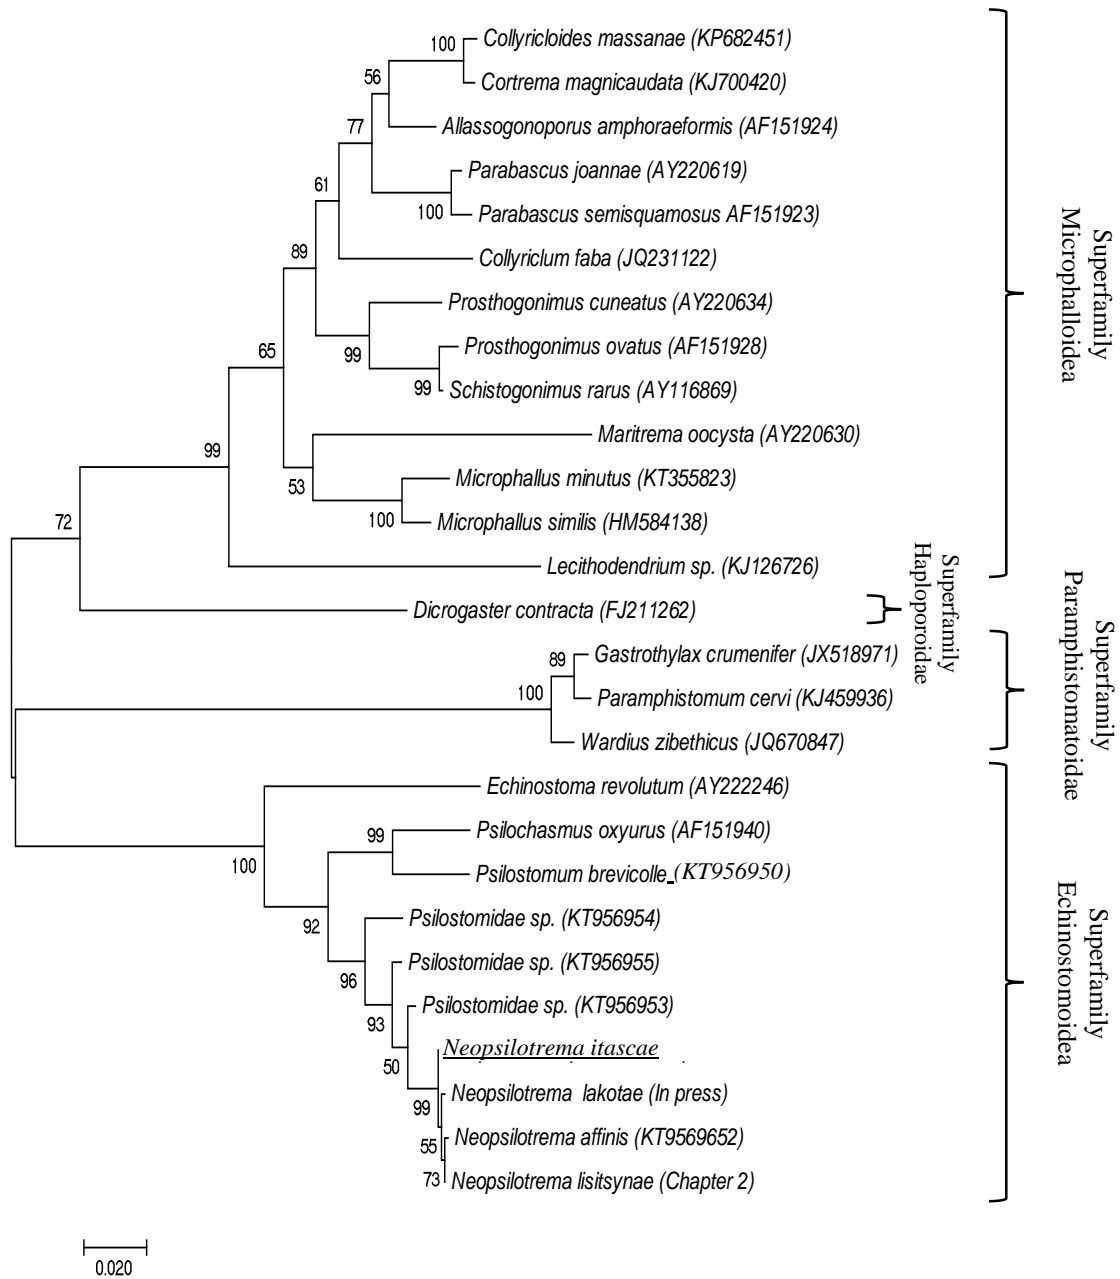 100
Collyricloides massanae (KP682451)
Cortrema magnicaudata (KJ700420)
56
Allassogonoporus amphoraeformis (AF151924)
77
Parabascus joannae (AY220619)
100
Parabascus semisquamosus AF151923)
61
Collyriclum faba (JQ231122)
89
Prosthogonimus cuneatus (AY220634)
99
Prosthogonimus ovatus (AF151928)
99
Schistogonimus rarus (AY116869)
65
Maritrema oocysta (AY220630)
99
53
Microphallus minutus (KT355823)
100
Microphallus similis (HM584138)
72
Lecithodendrium sp. (KJ126726)
Dicrogaster contracta (FJ211262)
89
Gastrothylax crumenifer (JX518971)
100
Paramphistomum cervi (KJ459936)
Wardius zibethicus (JQ670847)
Echinostoma revolutum (AY222246)
100
99
Psilochasmus oxyurus (AF151940)
Psilostomum brevicolle (KT956950)
92
Psilostomidae sp. (KT956954)
96
Psilostomidae sp. (KT956955)
93
Psilostomidae sp. (KT956953)
50
Neopsilotrema itascae
99
Neopsilotrema lakotae (In press)
55
Neopsilotrema affinis (KT9569652)
73
Neopsilotrema lisitsynae (Chapter 2)
0.020
Superfamily
Microphalloidea
Superfamily
Haploporoidae
Superfamily
Paramphistomatoidae
Superfamily
Echinostomoidea